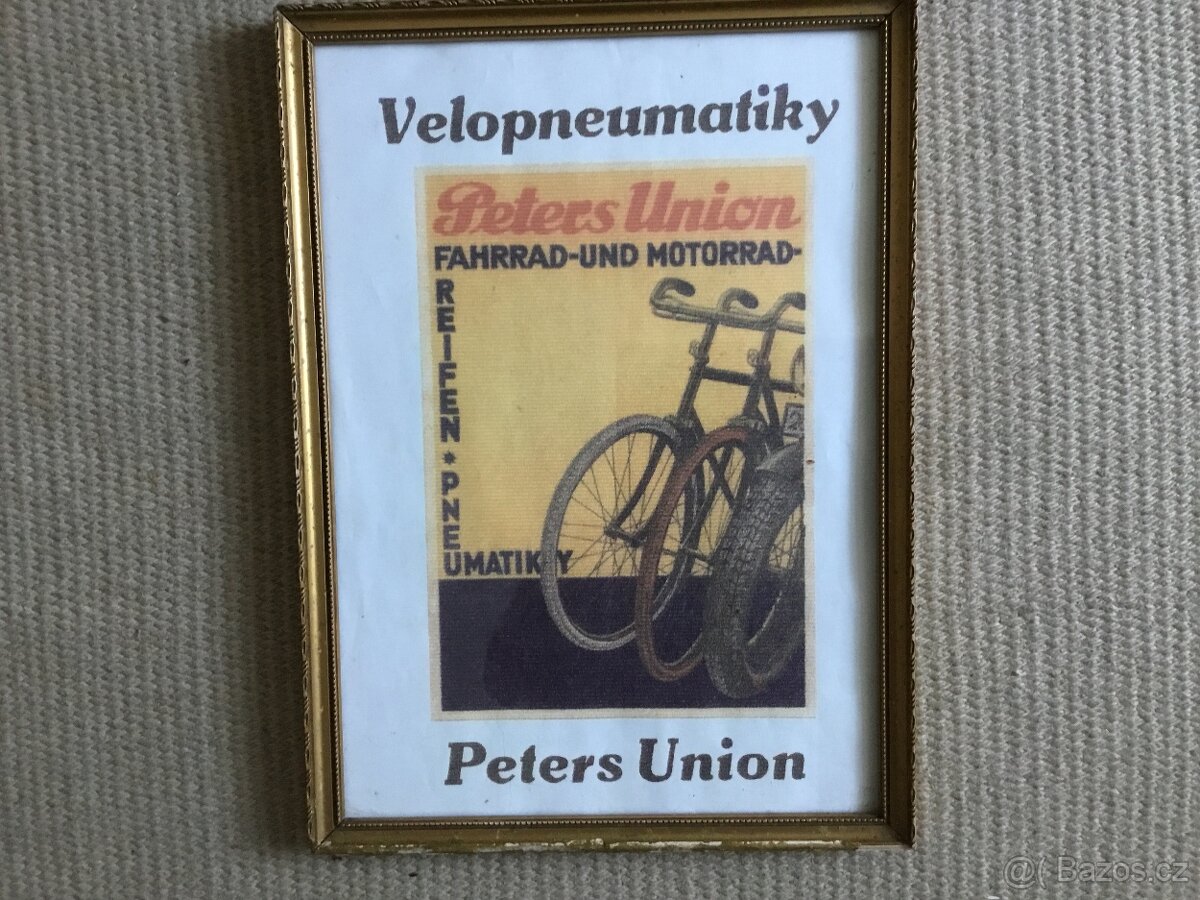 Velopneumatiky
Peters Union
FAHRRAD-UND MOTORRAD-
REIFEN * PNEUMATIKY
Peters Union
@( Bazos.cz